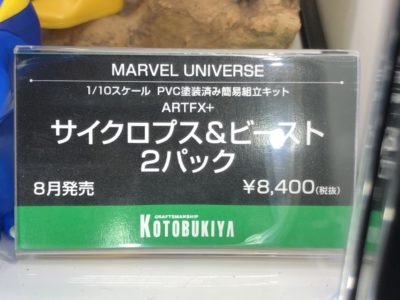 MARVEL UNIVERSE
1/10スケール PVC塗装済み簡易組立キット
ARTFX+
サイクロプス&ビースト
2パック
8月発売 ¥8,400(税抜)
CRAFTSMANSHIP
KOTOBUKIYA